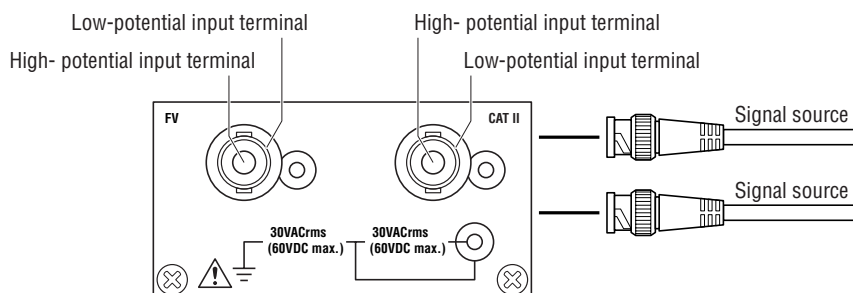 Low-potential input terminal
High- potential input terminal
High- potential input terminal
Low-potential input terminal
FV
CAT II
Signal source
Signal source
30VACrms
(60VDC max.)
30VACrms
(60VDC max.)